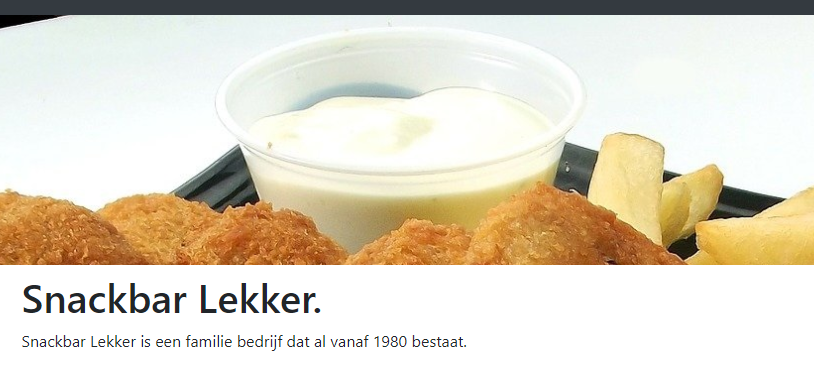 Snackbar Lekker.
Snackbar Lekker is een familie bedrijf dat al vanaf 1980 bestaat.